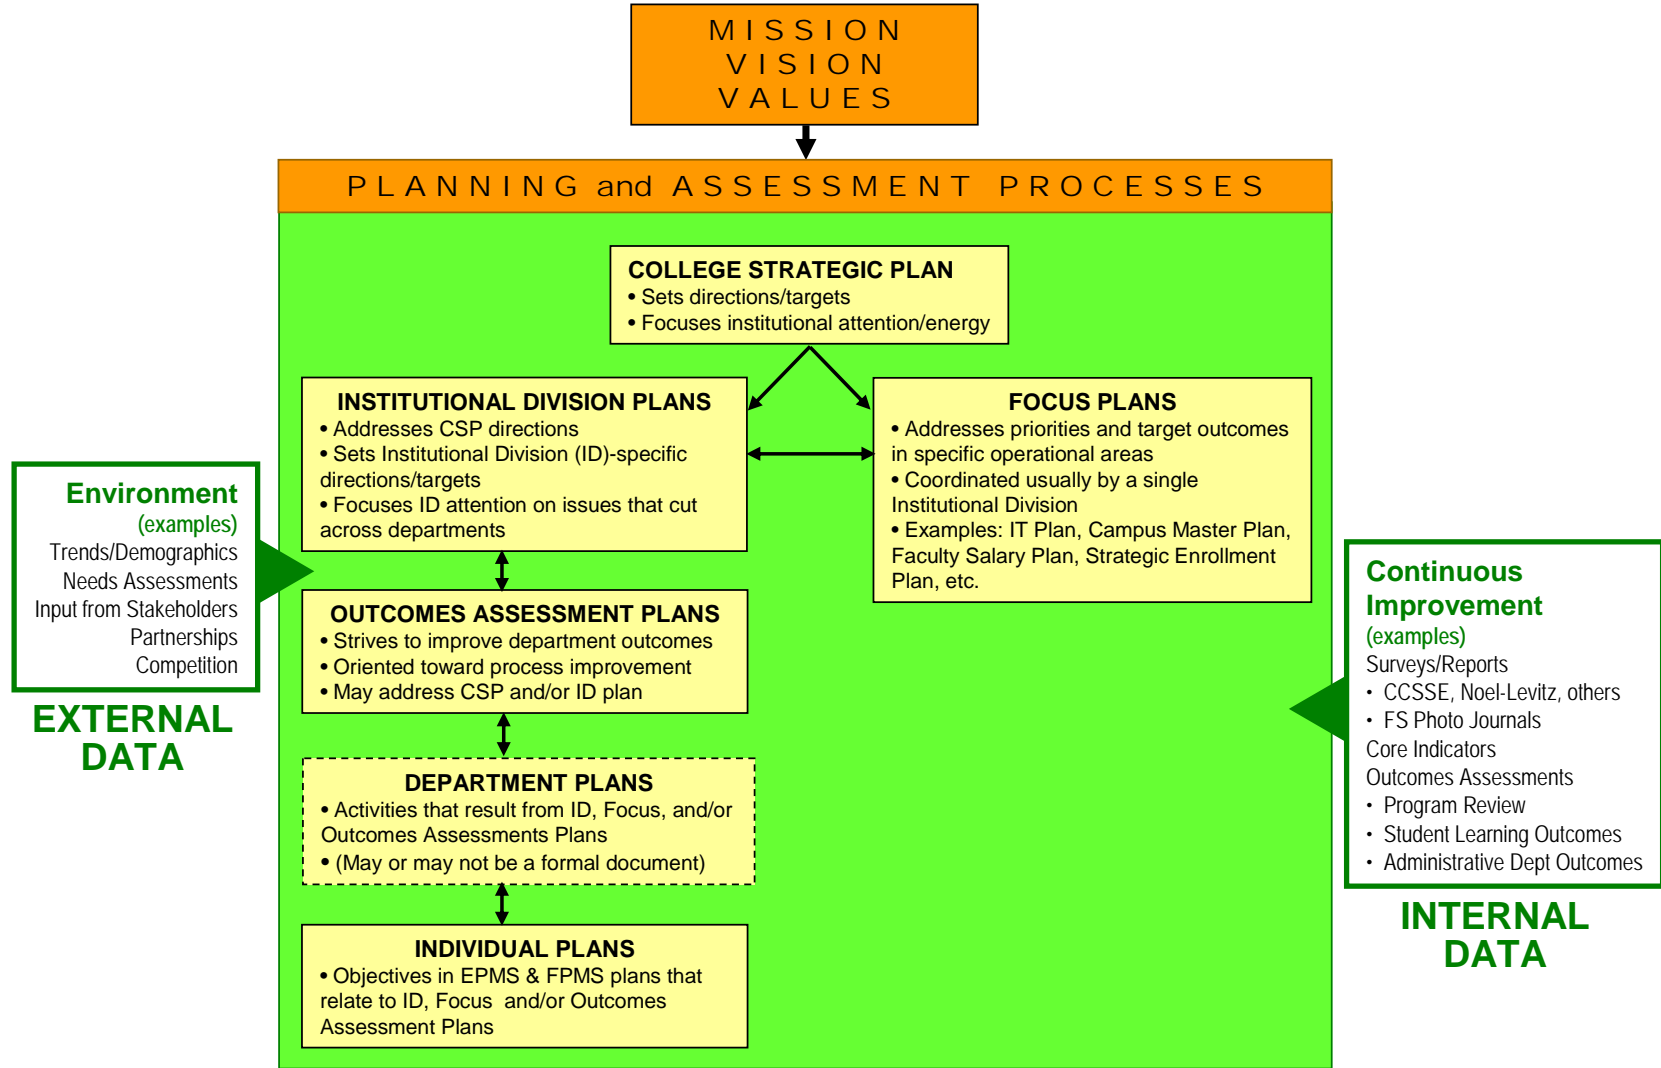 MISSION
VISION
VALUES
PLANNING and ASSESSMENT PROCESSES
COLLEGE STRATEGIC PLAN
• Sets directions/targets
• Focuses institutional attention/energy
INSTITUTIONAL DIVISION PLANS
• Addresses CSP directions
• Sets Institutional Division (ID)-specific
directions/targets
• Focuses ID attention on issues that cut
across departments
FOCUS PLANS
• Addresses priorities and target outcomes
in specific operational areas
• Coordinated usually by a single
Institutional Division
• Examples: IT Plan, Campus Master Plan,
Faculty Salary Plan, Strategic Enrollment
Plan, etc.
OUTCOMES ASSESSMENT PLANS
• Strives to improve department outcomes
• Oriented toward process improvement
• May address CSP and/or ID plan
DEPARTMENT PLANS
• Activities that result from ID, Focus, and/or
Outcomes Assessments Plans
• (May or may not be a formal document)
INDIVIDUAL PLANS
• Objectives in EPMS & FPMS plans that
relate to ID, Focus and/or Outcomes
Assessment Plans
Environment
(examples)
Trends/Demographics
Needs Assessments
Input from Stakeholders
Partnerships
Competition
EXTERNAL
DATA
Continuous
Improvement
(examples)
Surveys/Reports
• CCSSE, Noel-Levitz, others
• FS Photo Journals
Core Indicators
Outcomes Assessments
• Program Review
• Student Learning Outcomes
• Administrative Dept Outcomes
INTERNAL
DATA